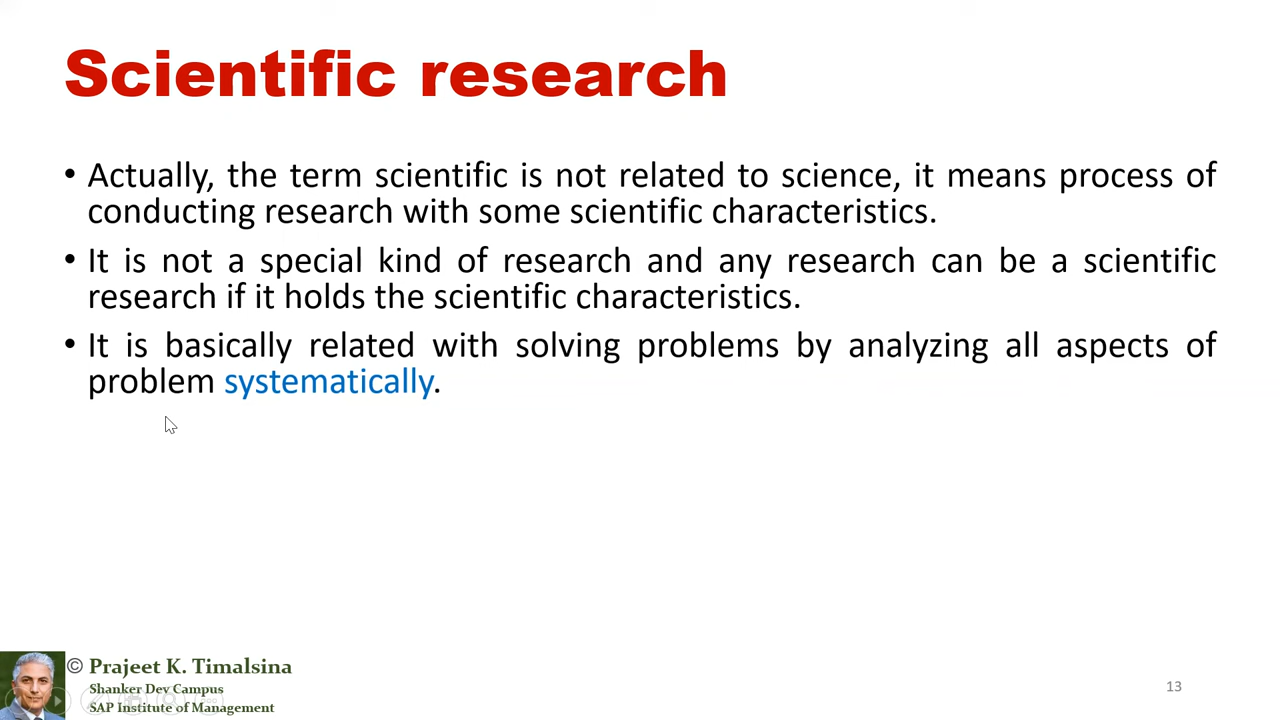 Scientific research
• Actually, the term scientific is not related to science, it means process of
conducting research with some scientific characteristics.
• It is not a special kind of research and any research can be a scientific
research if it holds the scientific characteristics.
• It is basically related with solving problems by analyzing all aspects of
problem systematically.
© Prajeet K. Timalsina
Shanker Dev Campus
SAP Institute of Management
13